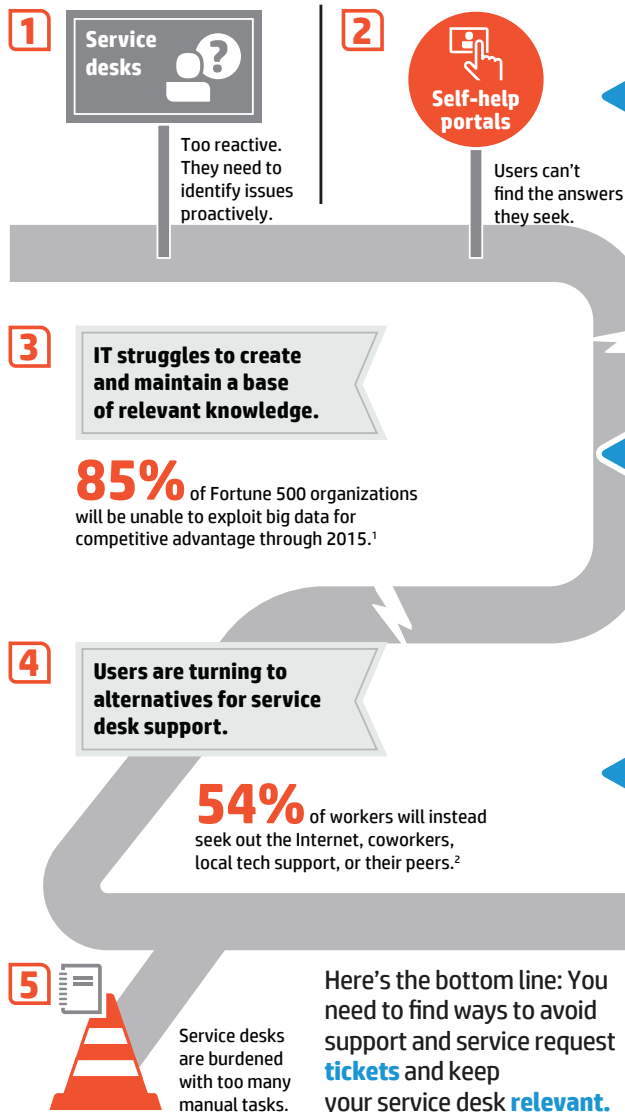 1
Service
desks
?
Too reactive.
They need to
identify issues
proactively.
2
Self-help
portals
Users can’t
find the answers
they seek.
3
IT struggles to create
and maintain a base
of relevant knowledge.
85% of Fortune 500 organizations
will be unable to exploit big data for
competitive advantage through 2015.¹
4
Users are turning to
alternatives for service
desk support.
54% of workers will instead
seek out the Internet, coworkers,
local tech support, or their peers.²
5
Service desks
are burdened
with too many
manual tasks.
Here’s the bottom line: You
need to find ways to avoid
support and service request
tickets and keep
your service desk relevant.